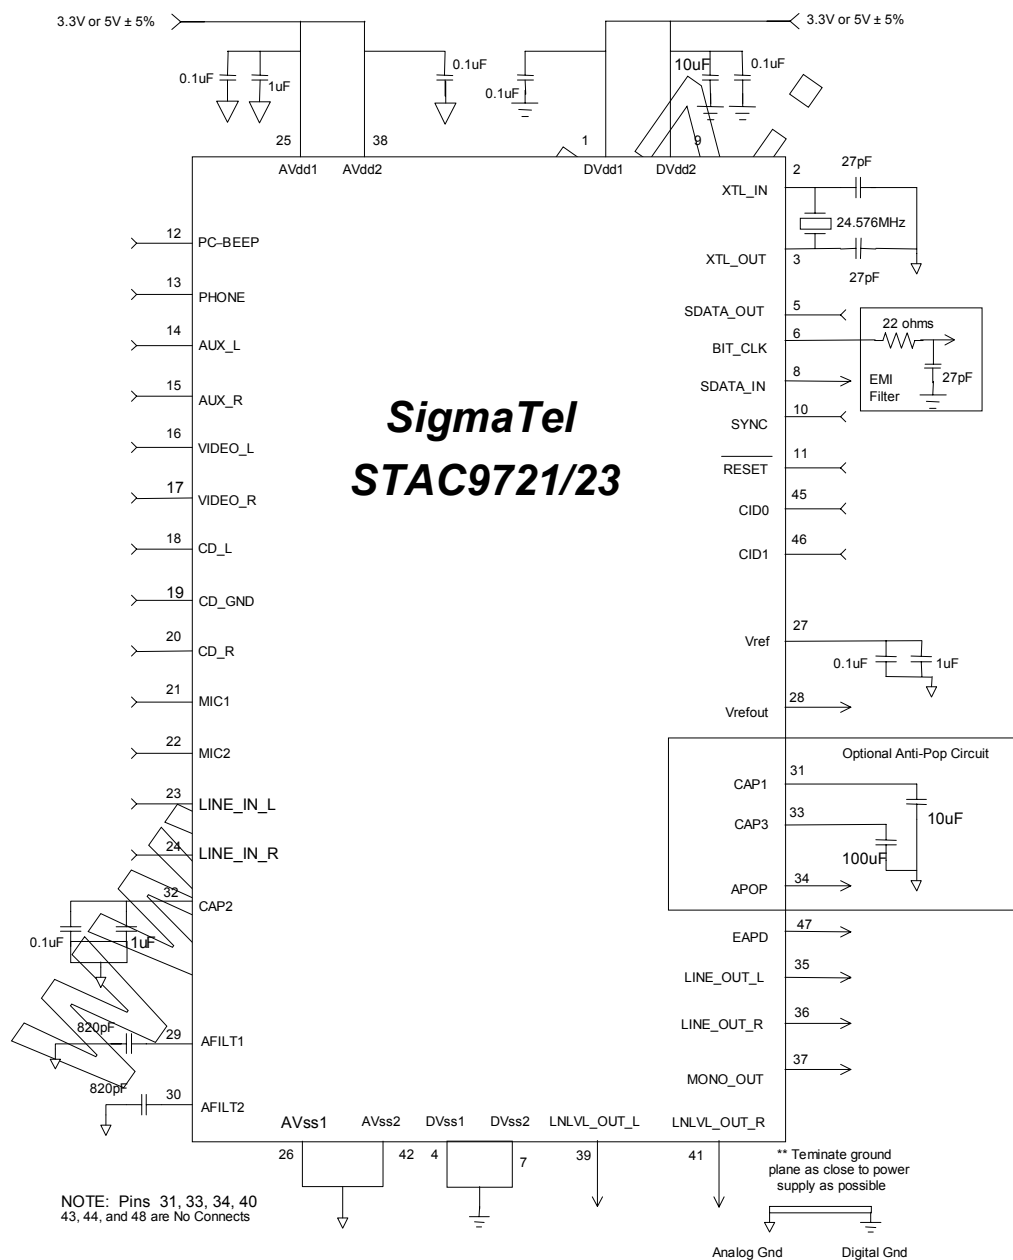 3.3V or 5V ± 5%
3.3V or 5V ± 5%
0.1uF
1uF
0.1uF
0.1uF
10uF
0.1uF
25
38
1
9
AVdd1
AVdd2
DVdd1
DVdd2
2
XTL_IN
27pF
24.576MHz
XTL_OUT
3
27pF
12
PC-BEEP
13
PHONE
14
AUX_L
15
AUX_R
16
VIDEO_L
17
VIDEO_R
18
CD_L
19
CD_GND
20
CD_R
21
MIC1
22
MIC2
23
LINE_IN_L
24
LINE_IN_R
32
CAP2
0.1uF
1uF
820pF
29
AFILT1
820pF
30
AFILT2
SigmaTel
STAC9721/23
SDATA_OUT
5
BIT_CLK
6
22 ohms
27pF
EMI
Filter
SDATA_IN
8
SYNC
10
RESET
11
CID0
45
CID1
46
Vref
27
0.1uF
1uF
Vrefout
28
Optional Anti-Pop Circuit
CAP1
31
10uF
CAP3
33
100uF
APOP
34
EAPD
47
LINE_OUT_L
35
LINE_OUT_R
36
MONO_OUT
37
AVss1
AVss2
DVss1
DVss2
LNLVL_OUT_L
LNLVL_OUT_R
26
42
4
7
39
41
** Teminate ground
plane as close to power
supply as possible
Analog Gnd
Digital Gnd
NOTE: Pins 31, 33, 34, 40
43, 44, and 48 are No Connects